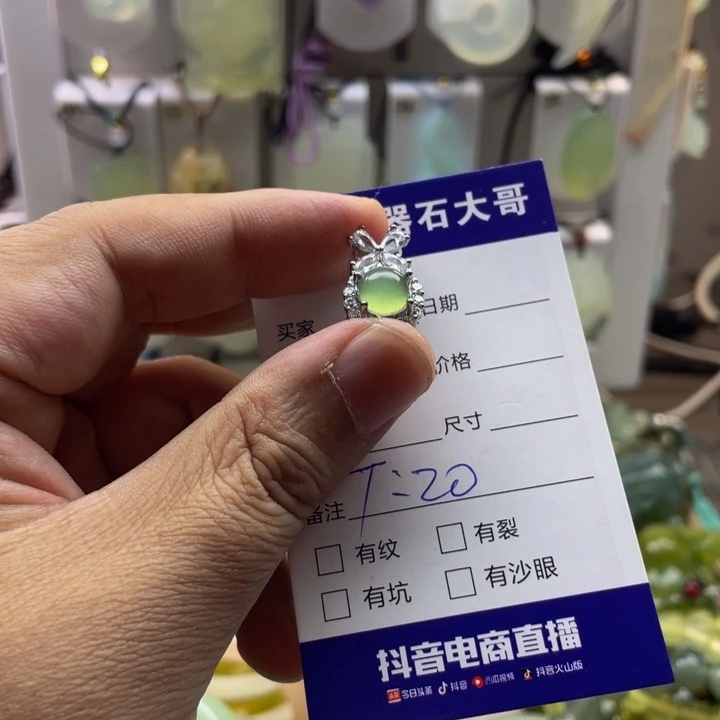 器石大哥
买家
日期
价格
尺寸
备注 T:20
有纹 有裂
有坑 有沙眼
抖音电商直播
今日头条 抖音 西瓜视频 抖音火山版